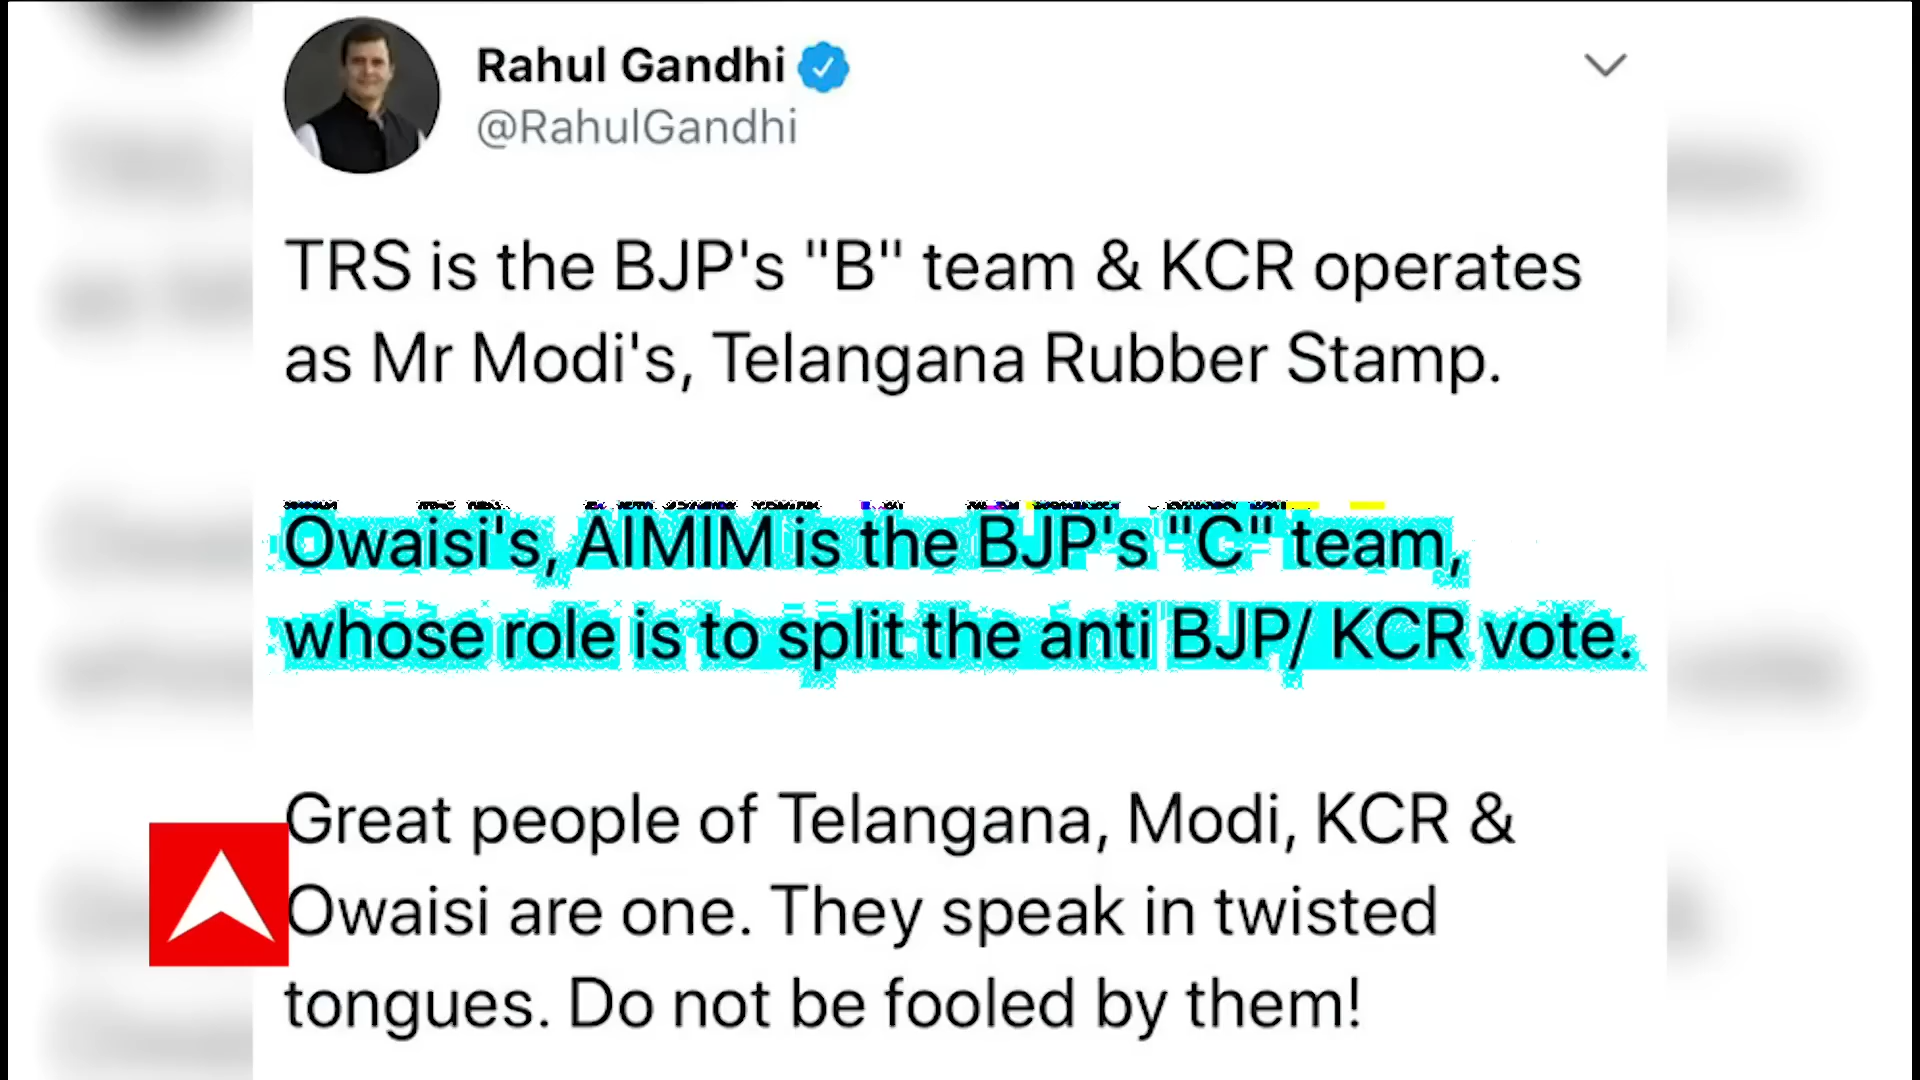 Rahul Gandhi
@RahulGandhi
TRS is the BJP's "B" team & KCR operates
as Mr Modi's, Telangana Rubber Stamp.
Owaisi's, AIMIM is the BJP's "C" team,
whose role is to split the anti BJP/ KCR vote.
Great people of Telangana, Modi, KCR &
Owaisi are one. They speak in twisted
tongues. Do not be fooled by them!